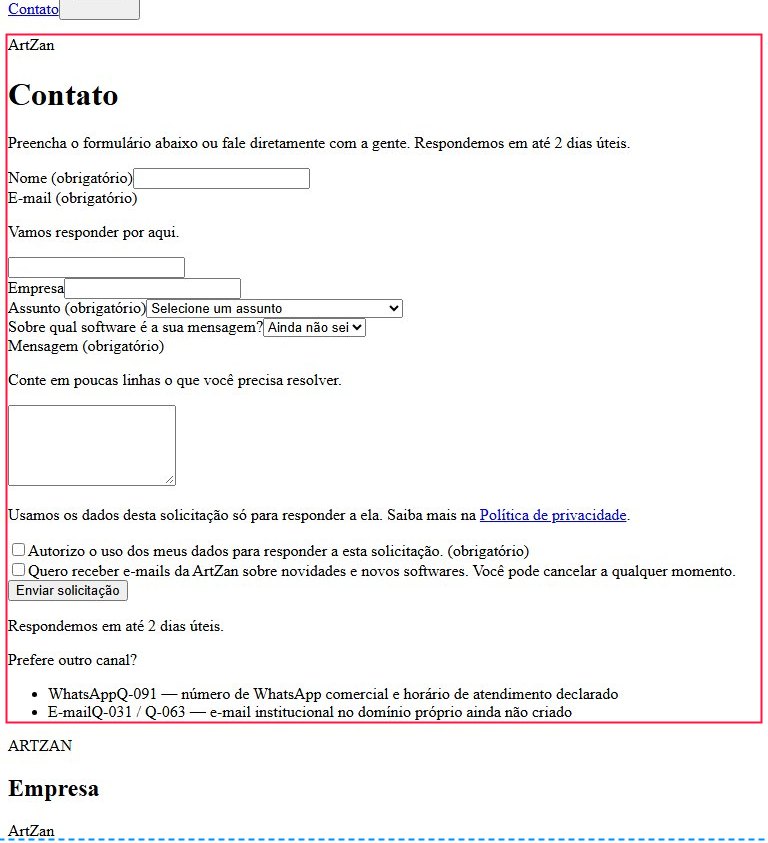 Contato
ArtZan
Contato
Preencha o formulário abaixo ou fale diretamente com a gente. Respondemos em até 2 dias úteis.
Nome (obrigatório)
E-mail (obrigatório)
Vamos responder por aqui.
Empresa
Assunto (obrigatório) Selecione um assunto
Sobre qual software é a sua mensagem? Ainda não sei
Mensagem (obrigatório)
Conte em poucas linhas o que você precisa resolver.
Usamos os dados desta solicitação só para responder a ela. Saiba mais na Política de privacidade.
Autorizo o uso dos meus dados para responder a esta solicitação. (obrigatório)
Quero receber e-mails da ArtZan sobre novidades e novos softwares. Você pode cancelar a qualquer momento.
Enviar solicitação
Respondemos em até 2 dias úteis.
Prefere outro canal?
• WhatsAppQ-091 — número de WhatsApp comercial e horário de atendimento declarado
• E-mailQ-031 / Q-063 — e-mail institucional no domínio próprio ainda não criado
ARTZAN
Empresa
ArtZan